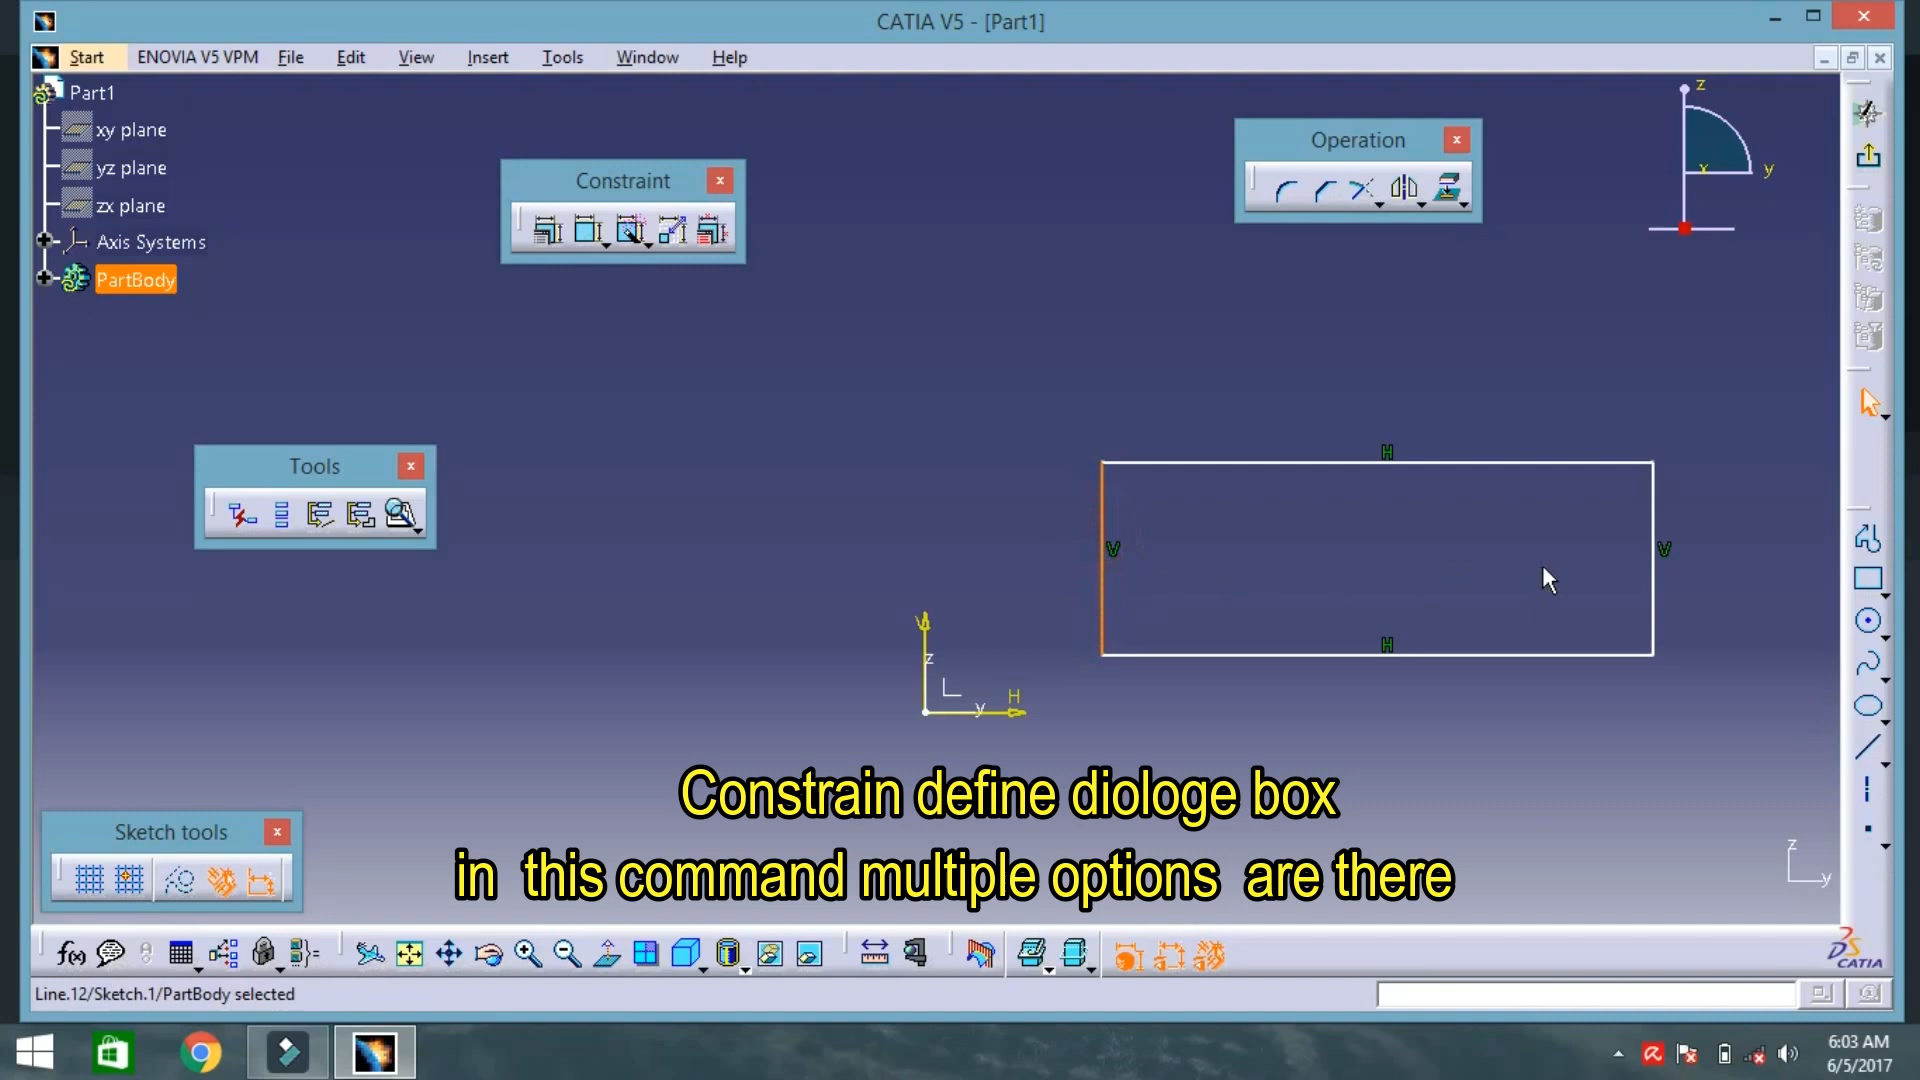 CATIA V5 - [Part1]
Start ENOVIA V5 VPM File Edit View Insert Tools Window Help
Part1
xy plane
yz plane
zx plane
Axis Systems
PartBody
Constraint
Operation
z
x
y
Tools
H
V
V
H
V
z
H
y
Constrain define diologe box
in this command multiple options are there
Sketch tools
z
y
f(x)
DS
CATIA
Line.12/Sketch.1/PartBody selected
6:03 AM
6/5/2017